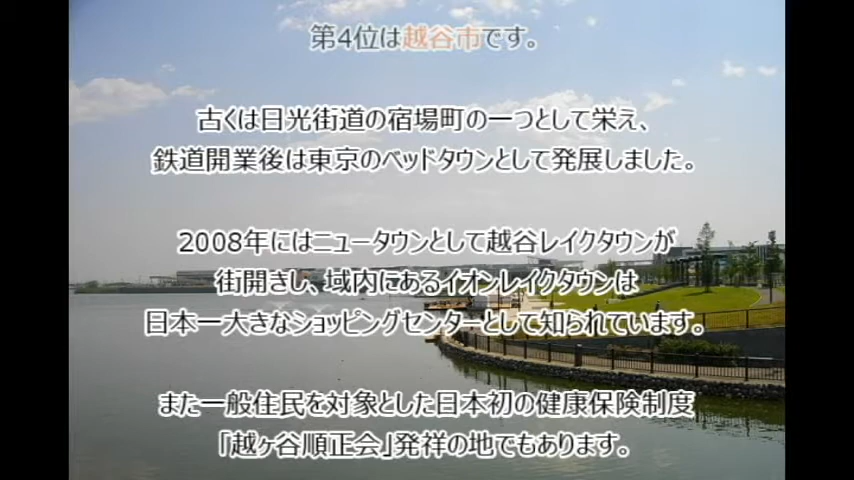 第4位は越谷市です。
古くは日光街道の宿場町の一つとして栄え、
鉄道開業後は東京のベッドタウンとして発展しました。
2008年にはニュータウンとして越谷レイクタウンが
街開きし、域内にあるイオンレイクタウンは
日本一大きなショッピングセンターとして知られています。
また一般住民を対象とした日本初の健康保険制度
「越ヶ谷順正会」発祥の地でもあります。